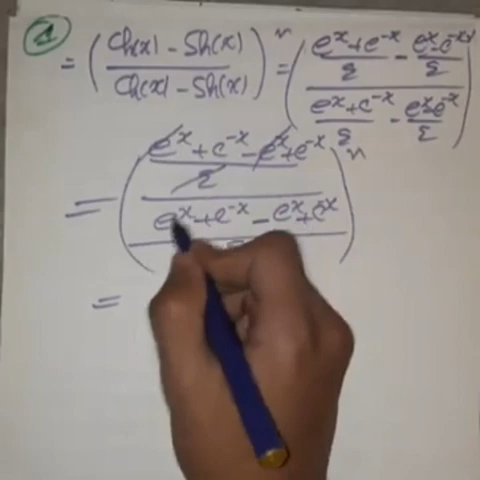 1
= ( (Ch(x) - Sh(x)) / (Ch(x) - Sh(x)) )^n = ( ((e^x + e^-x)/2 - (e^x - e^-x)/2) / ((e^x + e^-x)/2 - (e^x - e^-x)/2) )
= ( ((e^x + e^-x - e^x + e^-x)/2) / (e^x + e^-x - e^x + e^x) )^n
=